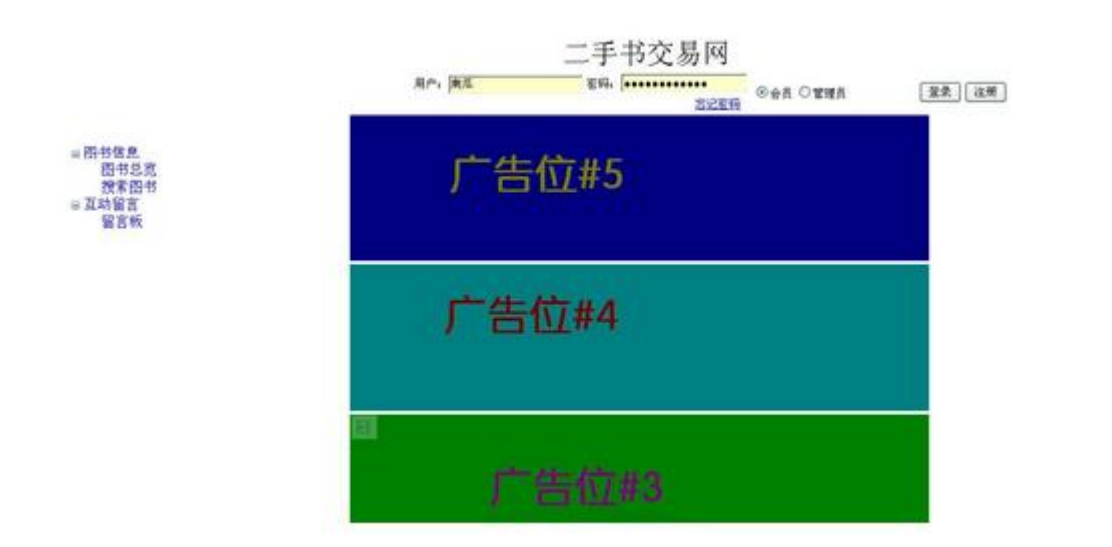 二手书交易网
用户: 南瓜 密码: ●●●●●●●●●●●● 会员 管理员 登录 注册
忘记密码
图书信息
图书总览
搜索图书
互动留言
留言板
广告位#5
广告位#4
广告位#3